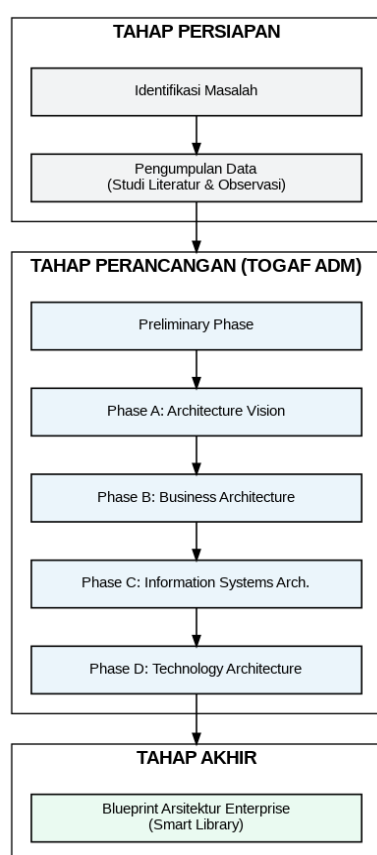 TAHAP PERSIAPAN
Identifikasi Masalah
Pengumpulan Data
(Studi Literatur & Observasi)
TAHAP PERANCANGAN (TOGAF ADM)
Preliminary Phase
Phase A: Architecture Vision
Phase B: Business Architecture
Phase C: Information Systems Arch.
Phase D: Technology Architecture
TAHAP AKHIR
Blueprint Arsitektur Enterprise
(Smart Library)